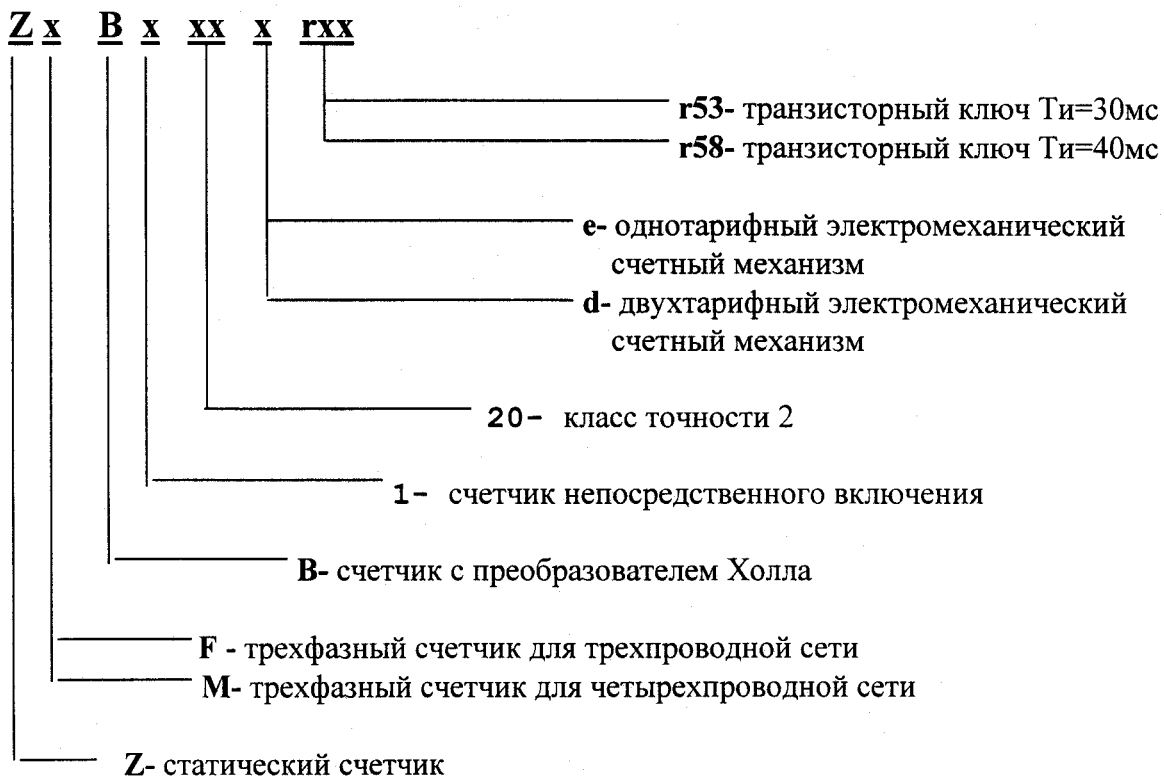 Z x B x xx x rxx
r53- транзисторный ключ Ти=30мс
r58- транзисторный ключ Ти=40мс
e- однотарифный электромеханический
счетный механизм
d- двухтарифный электромеханический
счетный механизм
20- класс точности 2
1- счетчик непосредственного включения
B- счетчик с преобразователем Холла
F - трехфазный счетчик для трехпроводной сети
M- трехфазный счетчик для четырехпроводной сети
Z- статический счетчик